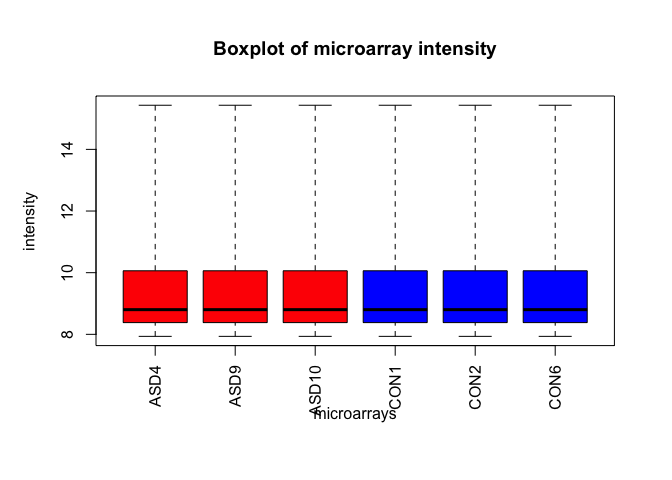 Boxplot of microarray intensity
intensity
14
12
10
8
ASD4
ASD9
ASD10
CON1
CON2
CON6
microarrays